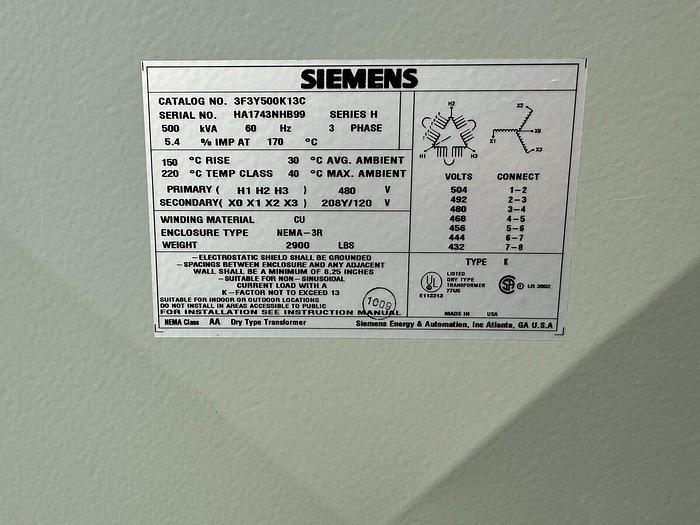 SIEMENS
CATALOG NO. 3F3Y500K13C
SERIAL NO. HA1743NHB99 SERIES H
500 kVA 60 Hz 3 PHASE
5.4 % IMP AT 170 °C
150 °C RISE 30 °C AVG. AMBIENT
220 °C TEMP CLASS 40 °C MAX. AMBIENT
PRIMARY ( H1 H2 H3 ) 480 V
SECONDARY( X0 X1 X2 X3 ) 208Y/120 V
WINDING MATERIAL CU
ENCLOSURE TYPE NEMA-3R
WEIGHT 2900 LBS
- ELECTROSTATIC SHIELD SHALL BE GROUNDED
- SPACINGS BETWEEN ENCLOSURE AND ANY ADJACENT
WALL SHALL BE A MINIMUM OF 8.25 INCHES
- SUITABLE FOR NON-SINUSOIDAL
CURRENT LOAD WITH A
K-FACTOR NOT TO EXCEED 13
SUITABLE FOR INDOOR OR OUTDOOR LOCATIONS
DO NOT INSTALL IN AREAS ACCESSIBLE TO PUBLIC
FOR INSTALLATION SEE INSTRUCTION MANUAL
1009
H2
H1 H3
X2
X1 X0
X3
VOLTS CONNECT
504 1-2
492 2-3
480 3-4
468 4-5
456 5-6
444 6-7
432 7-8
TYPE K
UL
LISTED
DRY TYPE
TRANSFORMER
77U5
E112313
SA LR 3902
MADE IN USA
NEMA Class AA Dry Type Transformer Siemens Energy & Automation, Inc Atlanta, GA U.S.A